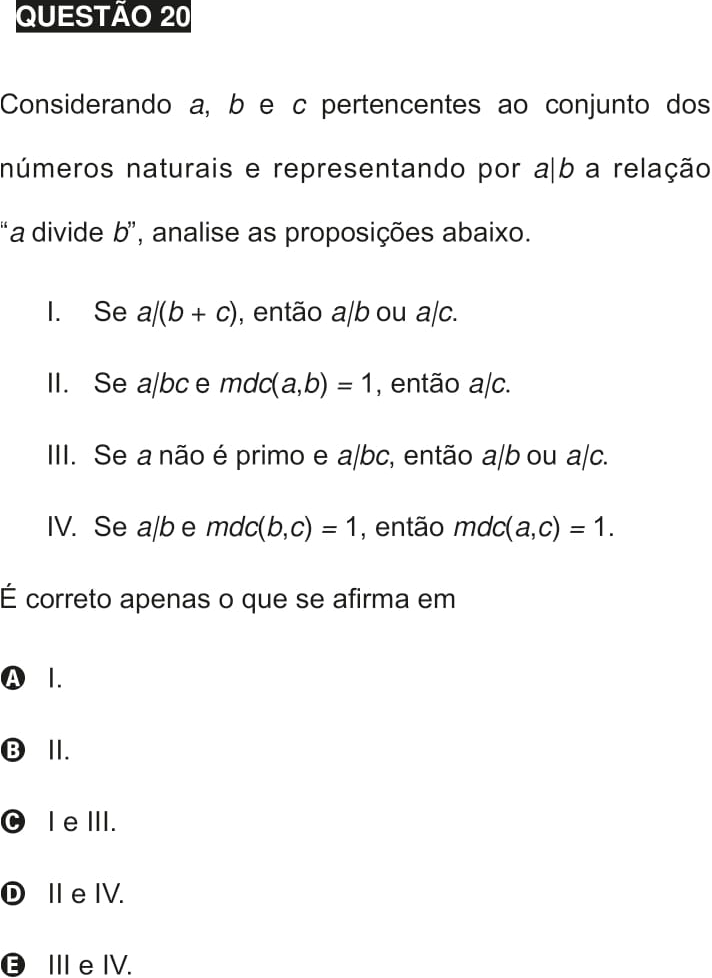 QUESTÃO 20
Considerando a, b e c pertencentes ao conjunto dos
números naturais e representando por a|b a relação
“a divide b”, analise as proposições abaixo.
I. Se a|(b + c), então a|b ou a|c.
II. Se a|bc e mdc(a,b) = 1, então a|c.
III. Se a não é primo e a|bc, então a|b ou a|c.
IV. Se a|b e mdc(b,c) = 1, então mdc(a,c) = 1.
É correto apenas o que se afirma em
A I.
B II.
C I e III.
D II e IV.
E III e IV.